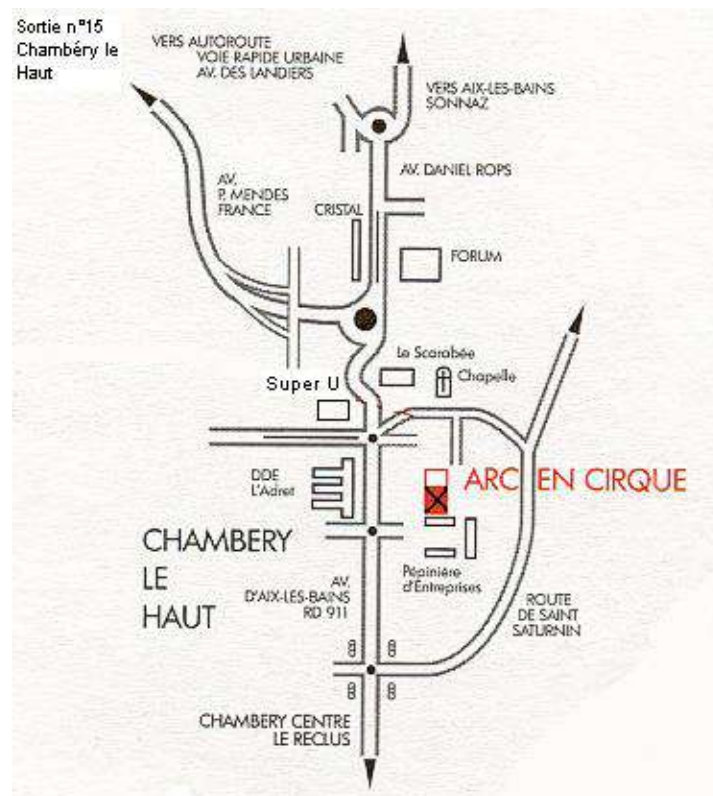 Sortie n°15
Chambéry le
Haut
VERS AUTOROUTE
VOIE RAPIDE URBAINE
AV. DES LANDIERS
VERS AIX-LES-BAINS
SONNAZ
AV. DANIEL ROPS
AV.
P. MENDES
FRANCE
CRISTAL
FORUM
Le Scarabée
Chapelle
Super U
DDE
L'Adret
ARC EN CIRQUE
CHAMBERY
LE
HAUT
Pépinière
d'Entreprises
AV.
D'AIX-LES-BAINS
RD 911
ROUTE
DE SAINT
SATURNIN
CHAMBERY CENTRE
LE RECLUS